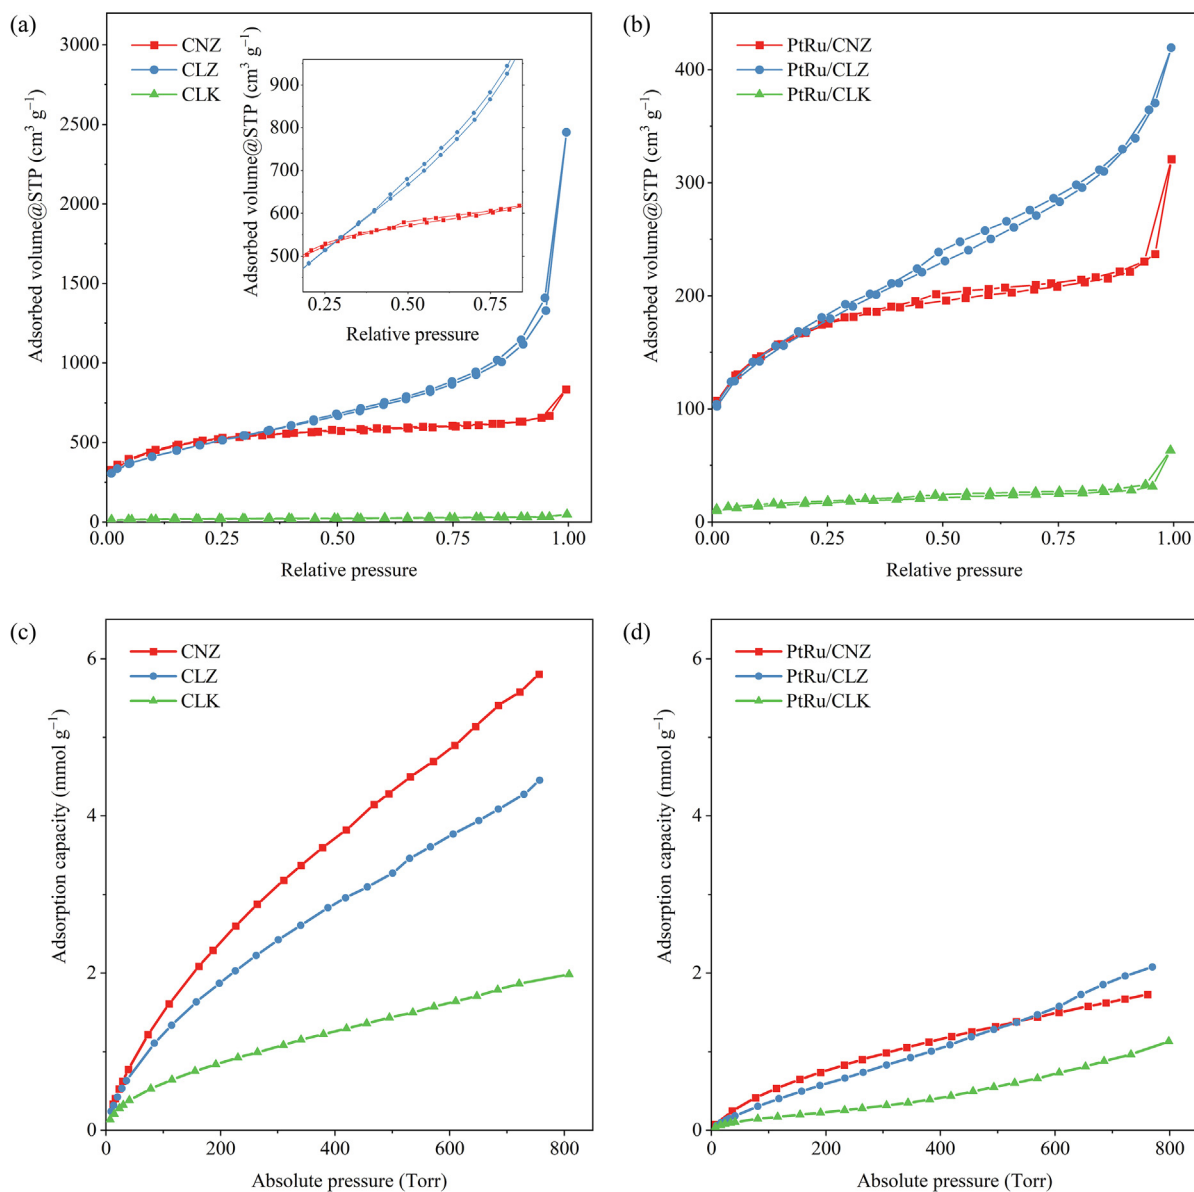 (a)
3000
2500
2000
1500
1000
500
0
0.00 0.25 0.50 0.75 1.00
Adsorbed volume@STP (cm³ g⁻¹)
Relative pressure
CNZ
CLZ
CLK
900
800
700
600
500
0.25 0.50 0.75
Adsorbed volume@STP (cm³ g⁻¹)
Relative pressure
(b)
400
300
200
100
0
0.00 0.25 0.50 0.75 1.00
Adsorbed volume@STP (cm³ g⁻¹)
Relative pressure
PtRu/CNZ
PtRu/CLZ
PtRu/CLK
(c)
6
4
2
0
0 200 400 600 800
Adsorption capacity (mmol g⁻¹)
Absolute pressure (Torr)
CNZ
CLZ
CLK
(d)
6
4
2
0
0 200 400 600 800
Adsorption capacity (mmol g⁻¹)
Absolute pressure (Torr)
PtRu/CNZ
PtRu/CLZ
PtRu/CLK